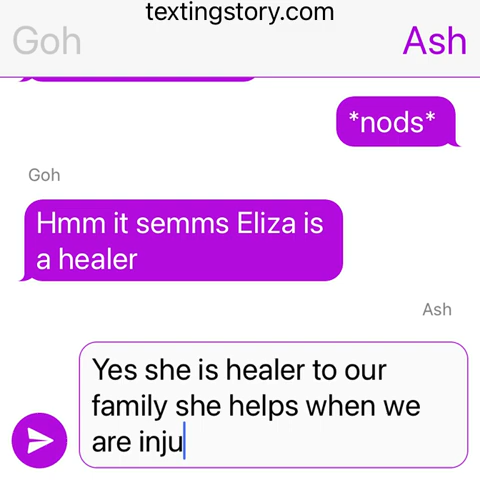 textingstory.com
Goh
Ash
*nods*
Goh
Hmm it semms Eliza is
a healer
Ash
Yes she is healer to our
family she helps when we
are inju